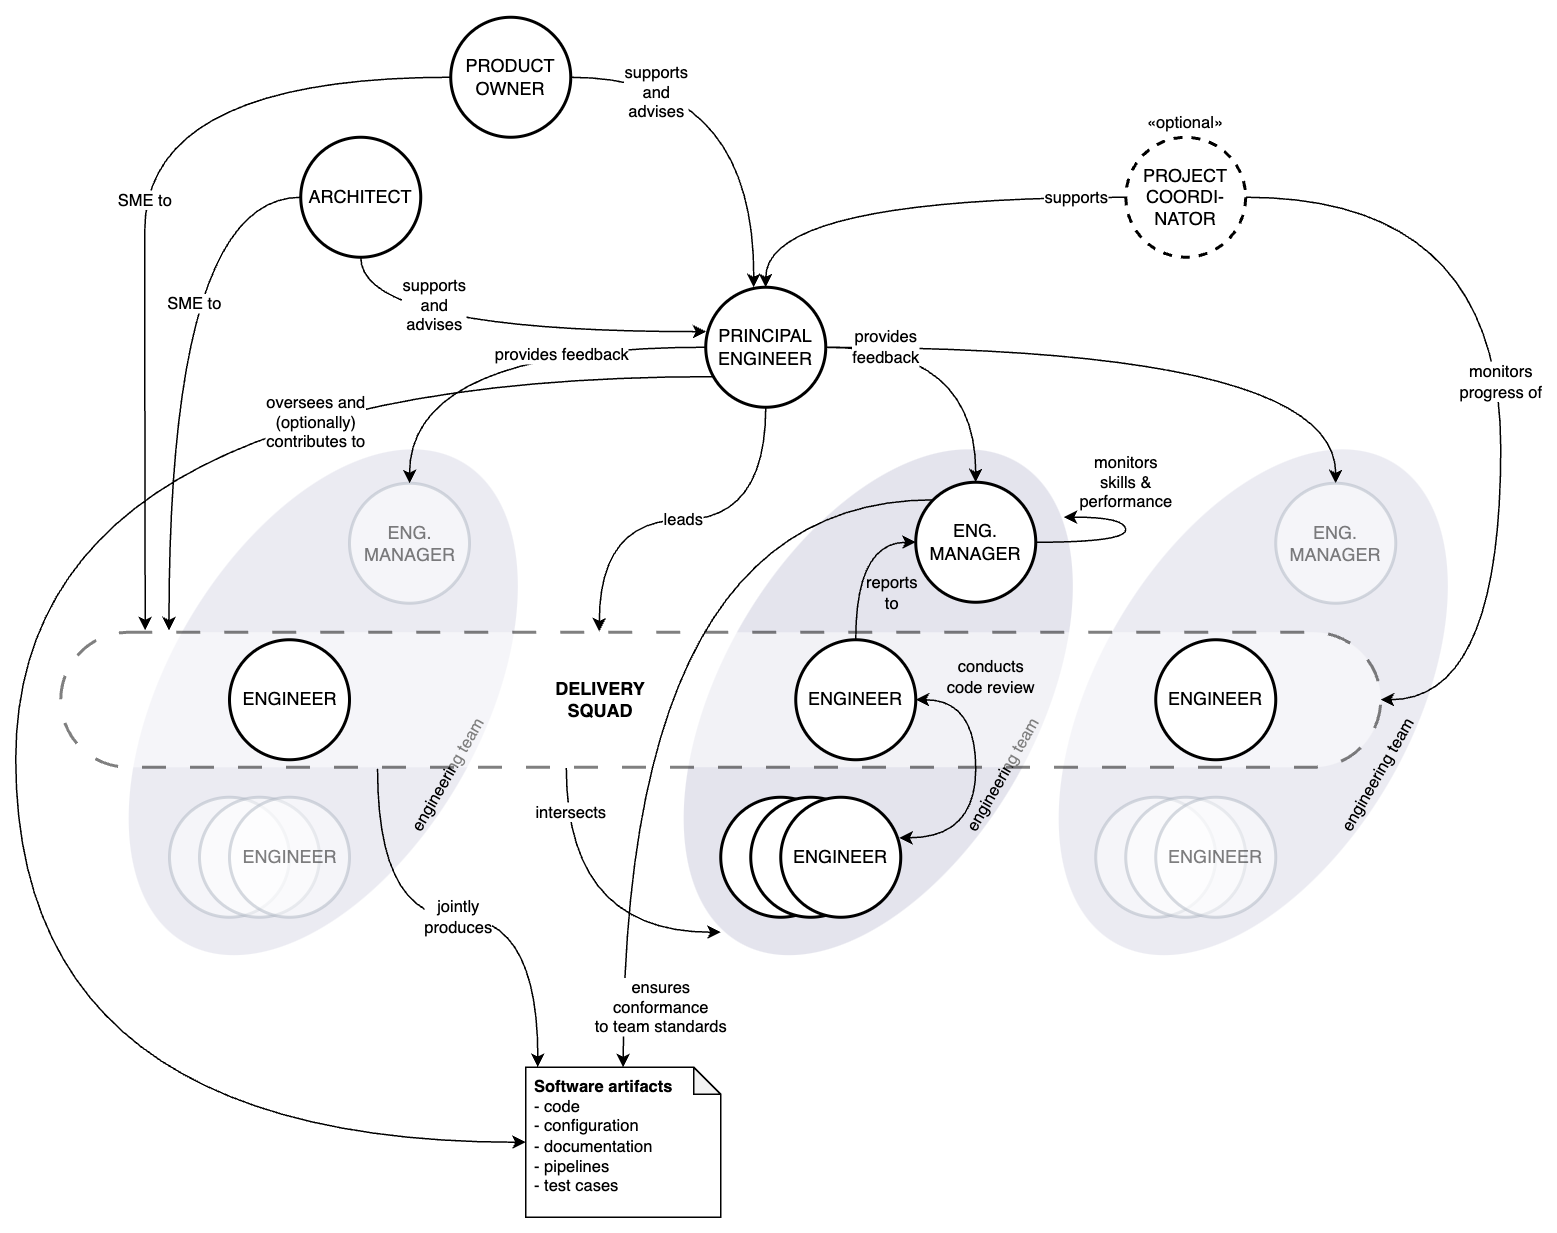 PRODUCT
OWNER
supports
and
advises
«optional»
PROJECT
COORDI-
NATOR
SME to
ARCHITECT
supports
SME to
supports
and
advises
PRINCIPAL
ENGINEER
provides feedback
provides
feedback
monitors
progress of
oversees and
(optionally)
contributes to
monitors
skills &
performance
leads
ENG.
MANAGER
ENG.
MANAGER
ENG.
MANAGER
reports
to
ENGINEER
DELIVERY
SQUAD
ENGINEER
conducts
code review
ENGINEER
engineering team
engineering team
engineering team
intersects
ENGINEER
ENGINEER
ENGINEER
jointly
produces
ensures
conformance
to team standards
Software artifacts
- code
- configuration
- documentation
- pipelines
- test cases